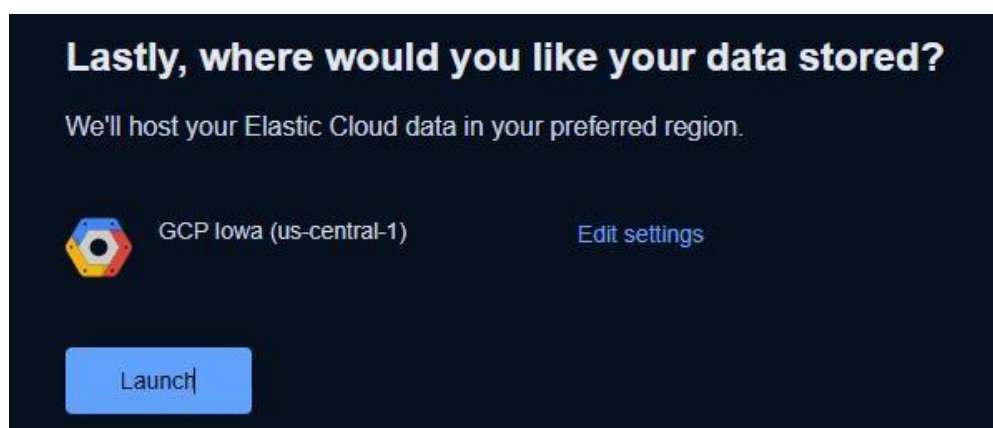 Lastly, where would you like your data stored?
We'll host your Elastic Cloud data in your preferred region.
GCP Iowa (us-central-1)
Edit settings
Launch